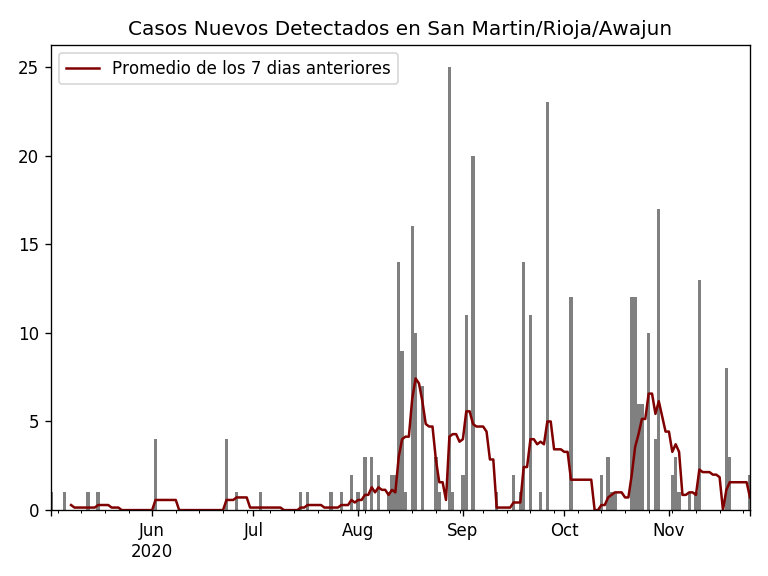 Casos Nuevos Detectados en San Martin/Rioja/Awajun
Promedio de los 7 dias anteriores
25
20
15
10
5
0
Jun Jul Aug Sep Oct Nov
2020